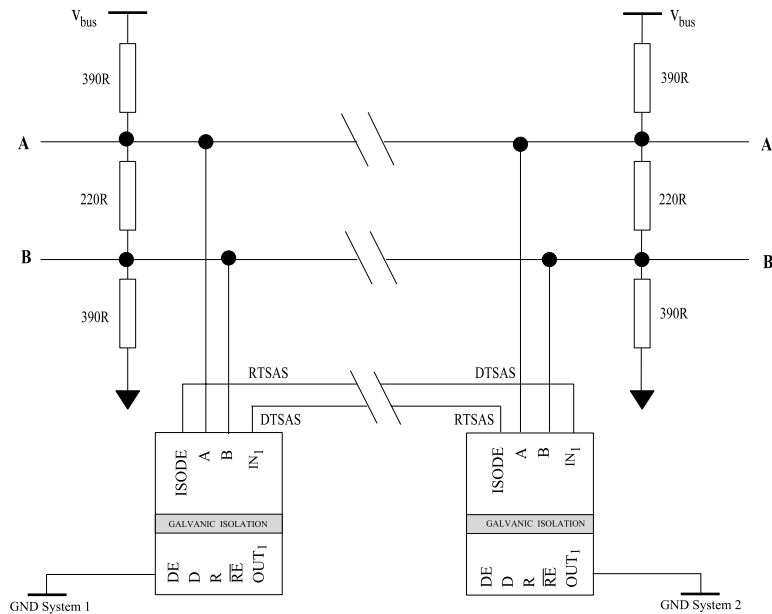 Vbus
Vbus
390R
390R
A
A
220R
220R
B
B
390R
390R
RTSAS
DTSAS
DTSAS
RTSAS
ISODE A B IN1
ISODE A B IN1
GALVANIC ISOLATION
GALVANIC ISOLATION
DE D R RE OUT1
DE D R RE OUT1
GND System 1
GND System 2